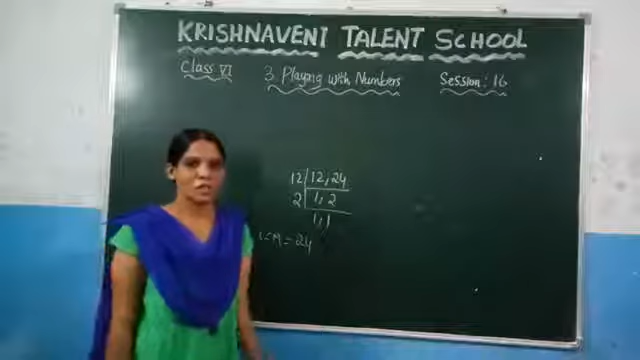 KRISHNAVENI TALENT SCHOOL
Class VI 3. Playing with Numbers Session: 16
12 | 12, 24
2 | 1, 2
1, 1
= 24